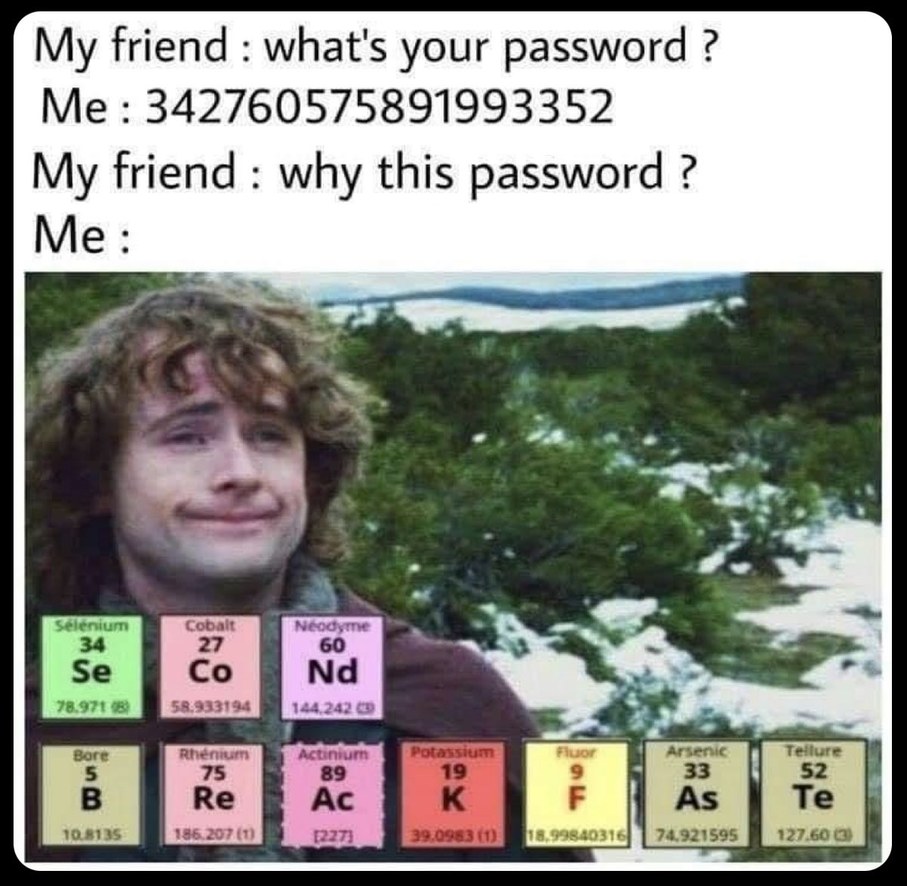 My friend : what's your password ?
Me : 342760575891993352
My friend : why this password ?
Me :
Sélénium Cobalt Néodyme
34 27 60
Se Co Nd
78.971 (8) 58.933194 144.242 (3)
Bore Rhénium Actinium Potassium Fluor Arsenic Tellure
5 75 89 19 9 33 52
B Re Ac K F As Te
10.8135 186.207 (1) [227] 39.0983 (1) 18.99840316 74.921595 127.60 (3)